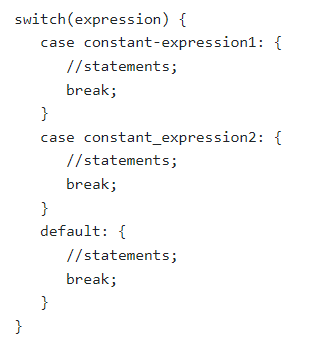 switch(expression) {
case constant-expression1: {
//statements;
break;
}
case constant_expression2: {
//statements;
break;
}
default: {
//statements;
break;
}
}